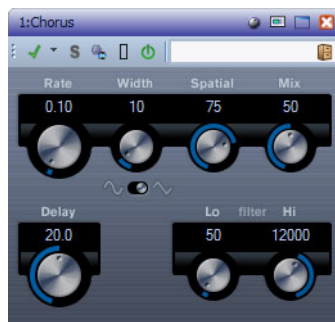 1:Chorus
S
Rate Width Spatial Mix
0.10 10 75 50
Delay Lo filter Hi
20.0 50 12000